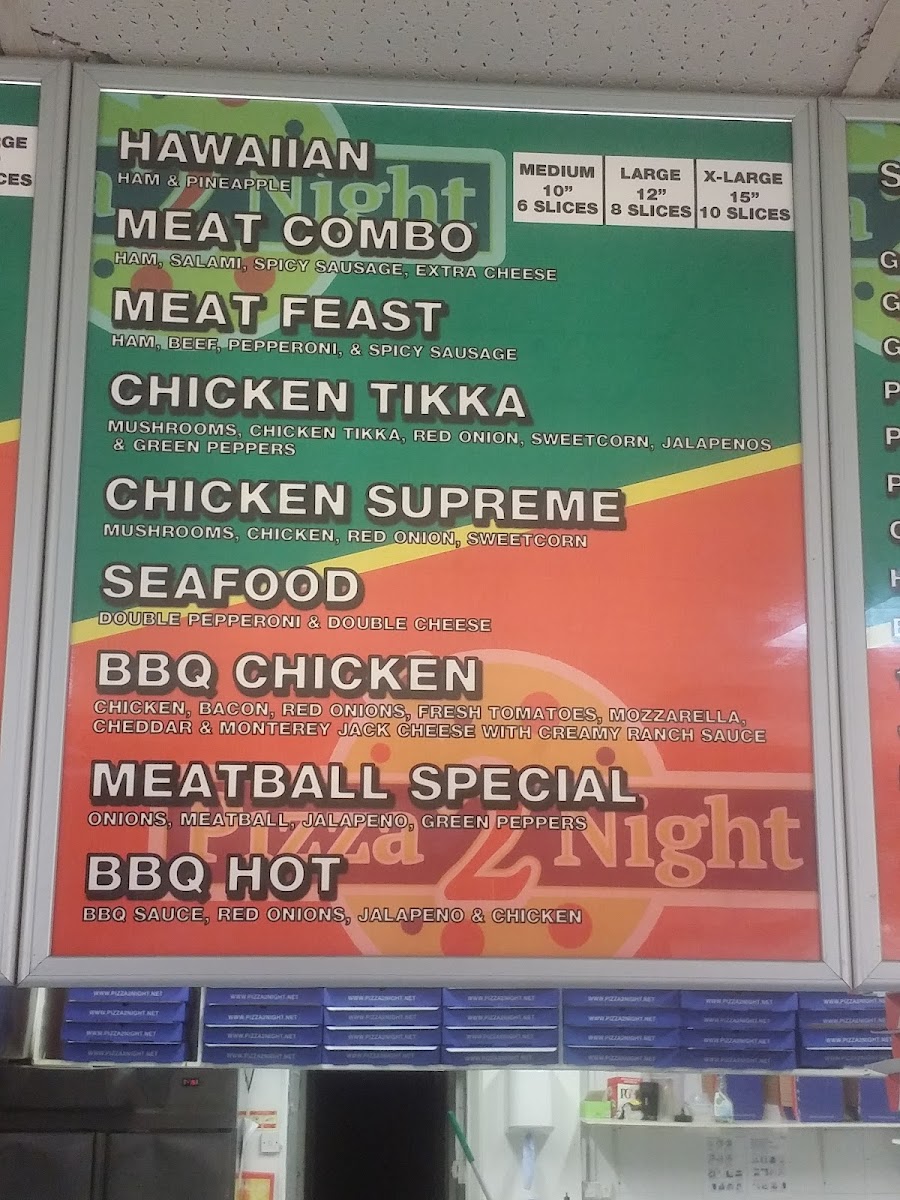 HAWAIIAN
HAM & PINEAPPLE
MEDIUM
10"
6 SLICES
LARGE
12"
8 SLICES
X-LARGE
15"
10 SLICES
MEAT COMBO
HAM, SALAMI, SPICY SAUSAGE, EXTRA CHEESE
MEAT FEAST
HAM, BEEF, PEPPERONI, & SPICY SAUSAGE
CHICKEN TIKKA
MUSHROOMS, CHICKEN TIKKA, RED ONION, SWEETCORN, JALAPENOS
& GREEN PEPPERS
CHICKEN SUPREME
MUSHROOMS, CHICKEN, RED ONION, SWEETCORN
SEAFOOD
DOUBLE PEPPERONI & DOUBLE CHEESE
BBQ CHICKEN
CHICKEN, BACON, RED ONIONS, FRESH TOMATOES, MOZZARELLA,
CHEDDAR & MONTEREY JACK CHEESE WITH CREAMY RANCH SAUCE
MEATBALL SPECIAL
ONIONS, MEATBALL, JALAPENO, GREEN PEPPERS
Pizza 2 Night
BBQ HOT
BBQ SAUCE, RED ONIONS, JALAPENO & CHICKEN
WWW.PIZZA2NIGHT.NET